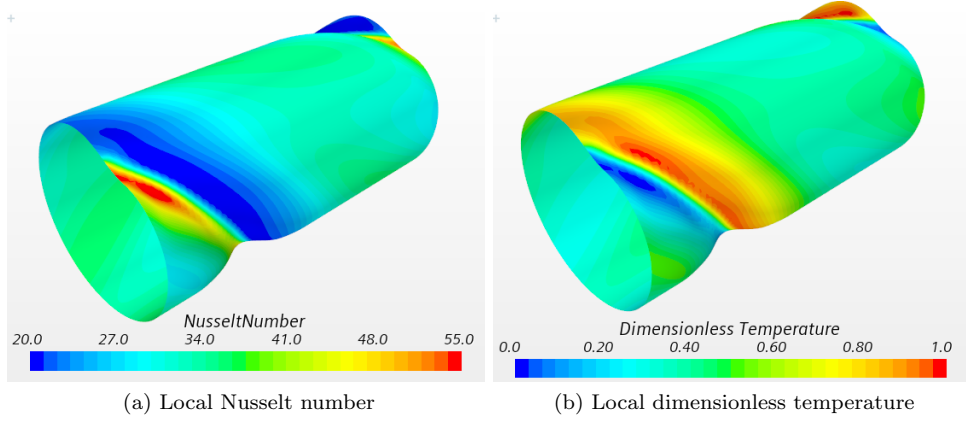 NusseltNumber
20.0 27.0 34.0 41.0 48.0 55.0
Dimensionless Temperature
0.0 0.20 0.40 0.60 0.80 1.0
(a) Local Nusselt number
(b) Local dimensionless temperature